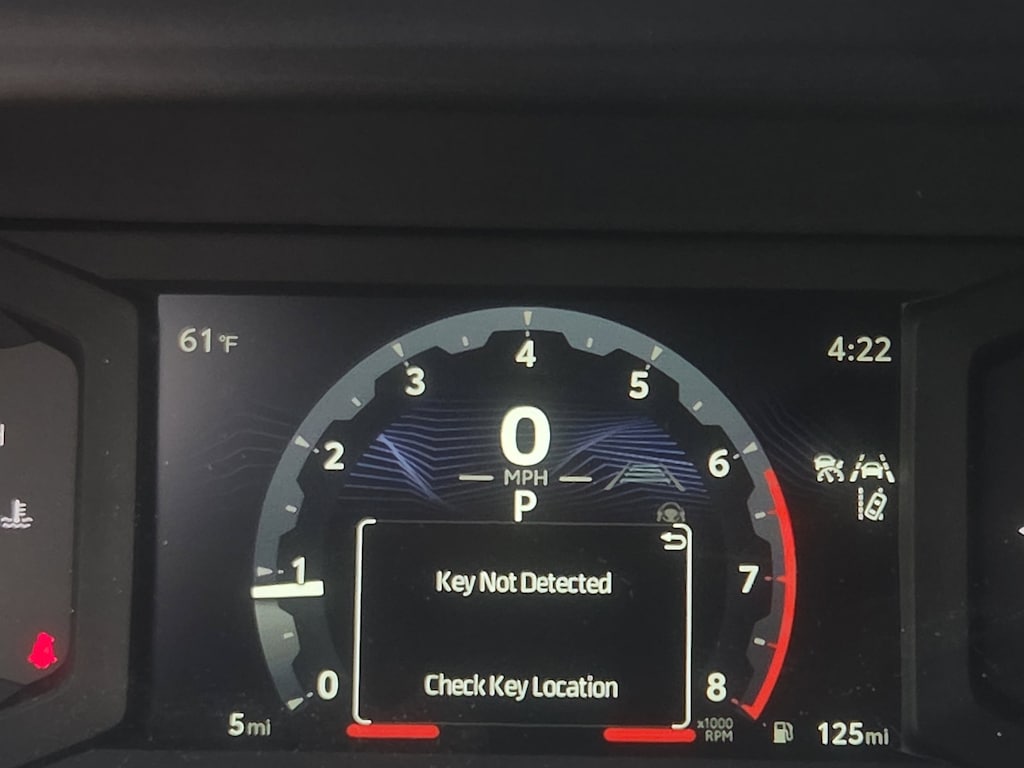 61°F
4:22
4
3
5
0
2
6
MPH
P
1
Key Not Detected
7
0
Check Key Location
8
5mi
x1000
RPM
125mi